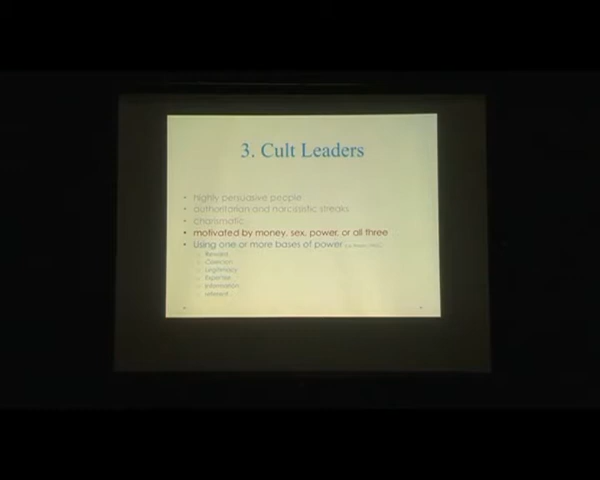 3. Cult Leaders
• highly persuasive people
• authoritarian and narcissistic streaks
• charismatic
• motivated by money, sex, power, or all three
• Using one or more bases of power
Reward
Coercion
Legitimacy
Expertise
Information